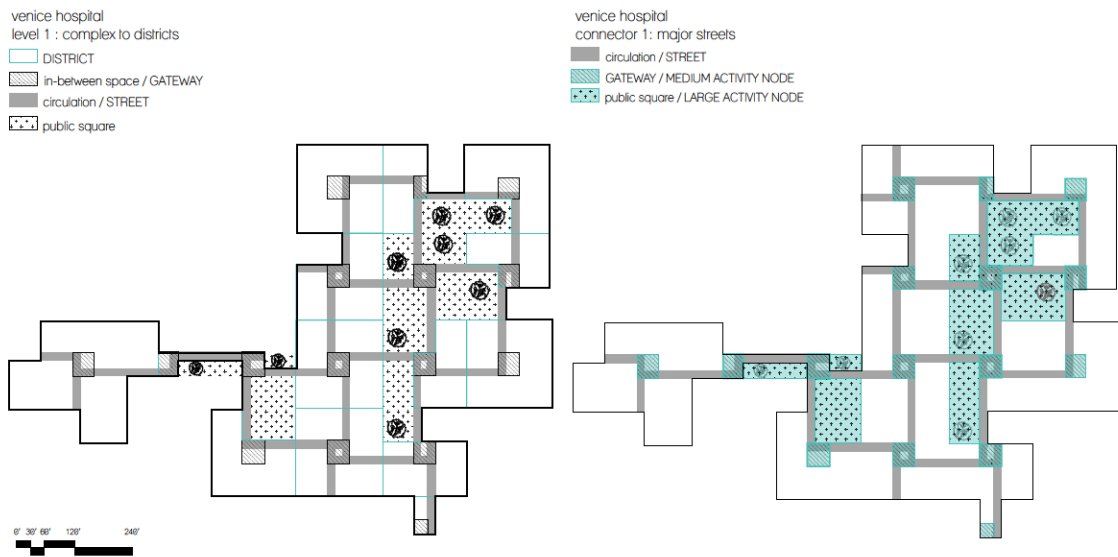 venice hospital
level 1 : complex to districts
DISTRICT
in-between space / GATEWAY
circulation / STREET
public square
0' 30' 60' 120' 240'
venice hospital
connector 1: major streets
circulation / STREET
GATEWAY / MEDIUM ACTIVITY NODE
public square / LARGE ACTIVITY NODE